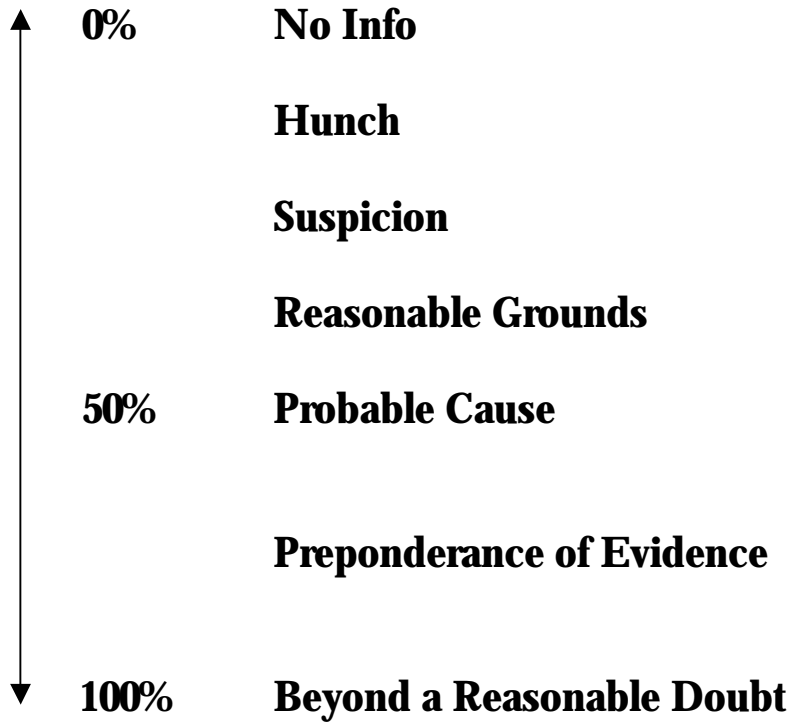 0% No Info
Hunch
Suspicion
Reasonable Grounds
50% Probable Cause
Preponderance of Evidence
100% Beyond a Reasonable Doubt